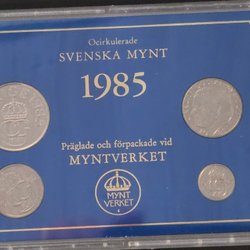 Ocirkulerade
SVENSKA MYNT
1985
Präglade och förpackade vid
MYNTVERKET
MYNT
VERKET